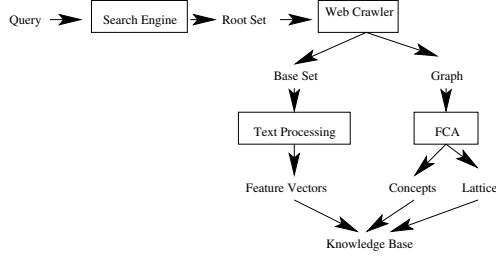 Query
Search Engine
Root Set
Web Crawler
Base Set
Graph
Text Processing
FCA
Feature Vectors
Concepts
Lattice
Knowledge Base